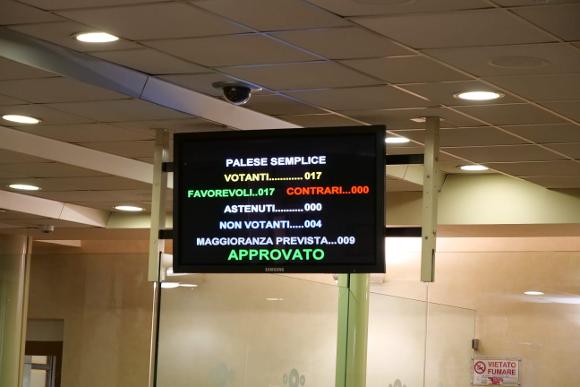 PALESE SEMPLICE
VOTANTI............017
FAVOREVOLI..017 CONTRARI...000
ASTENUTI..........000
NON VOTANTI.....004
MAGGIORANZA PREVISTA...009
APPROVATO
SAMSUNG
VIETATO
FUMARE